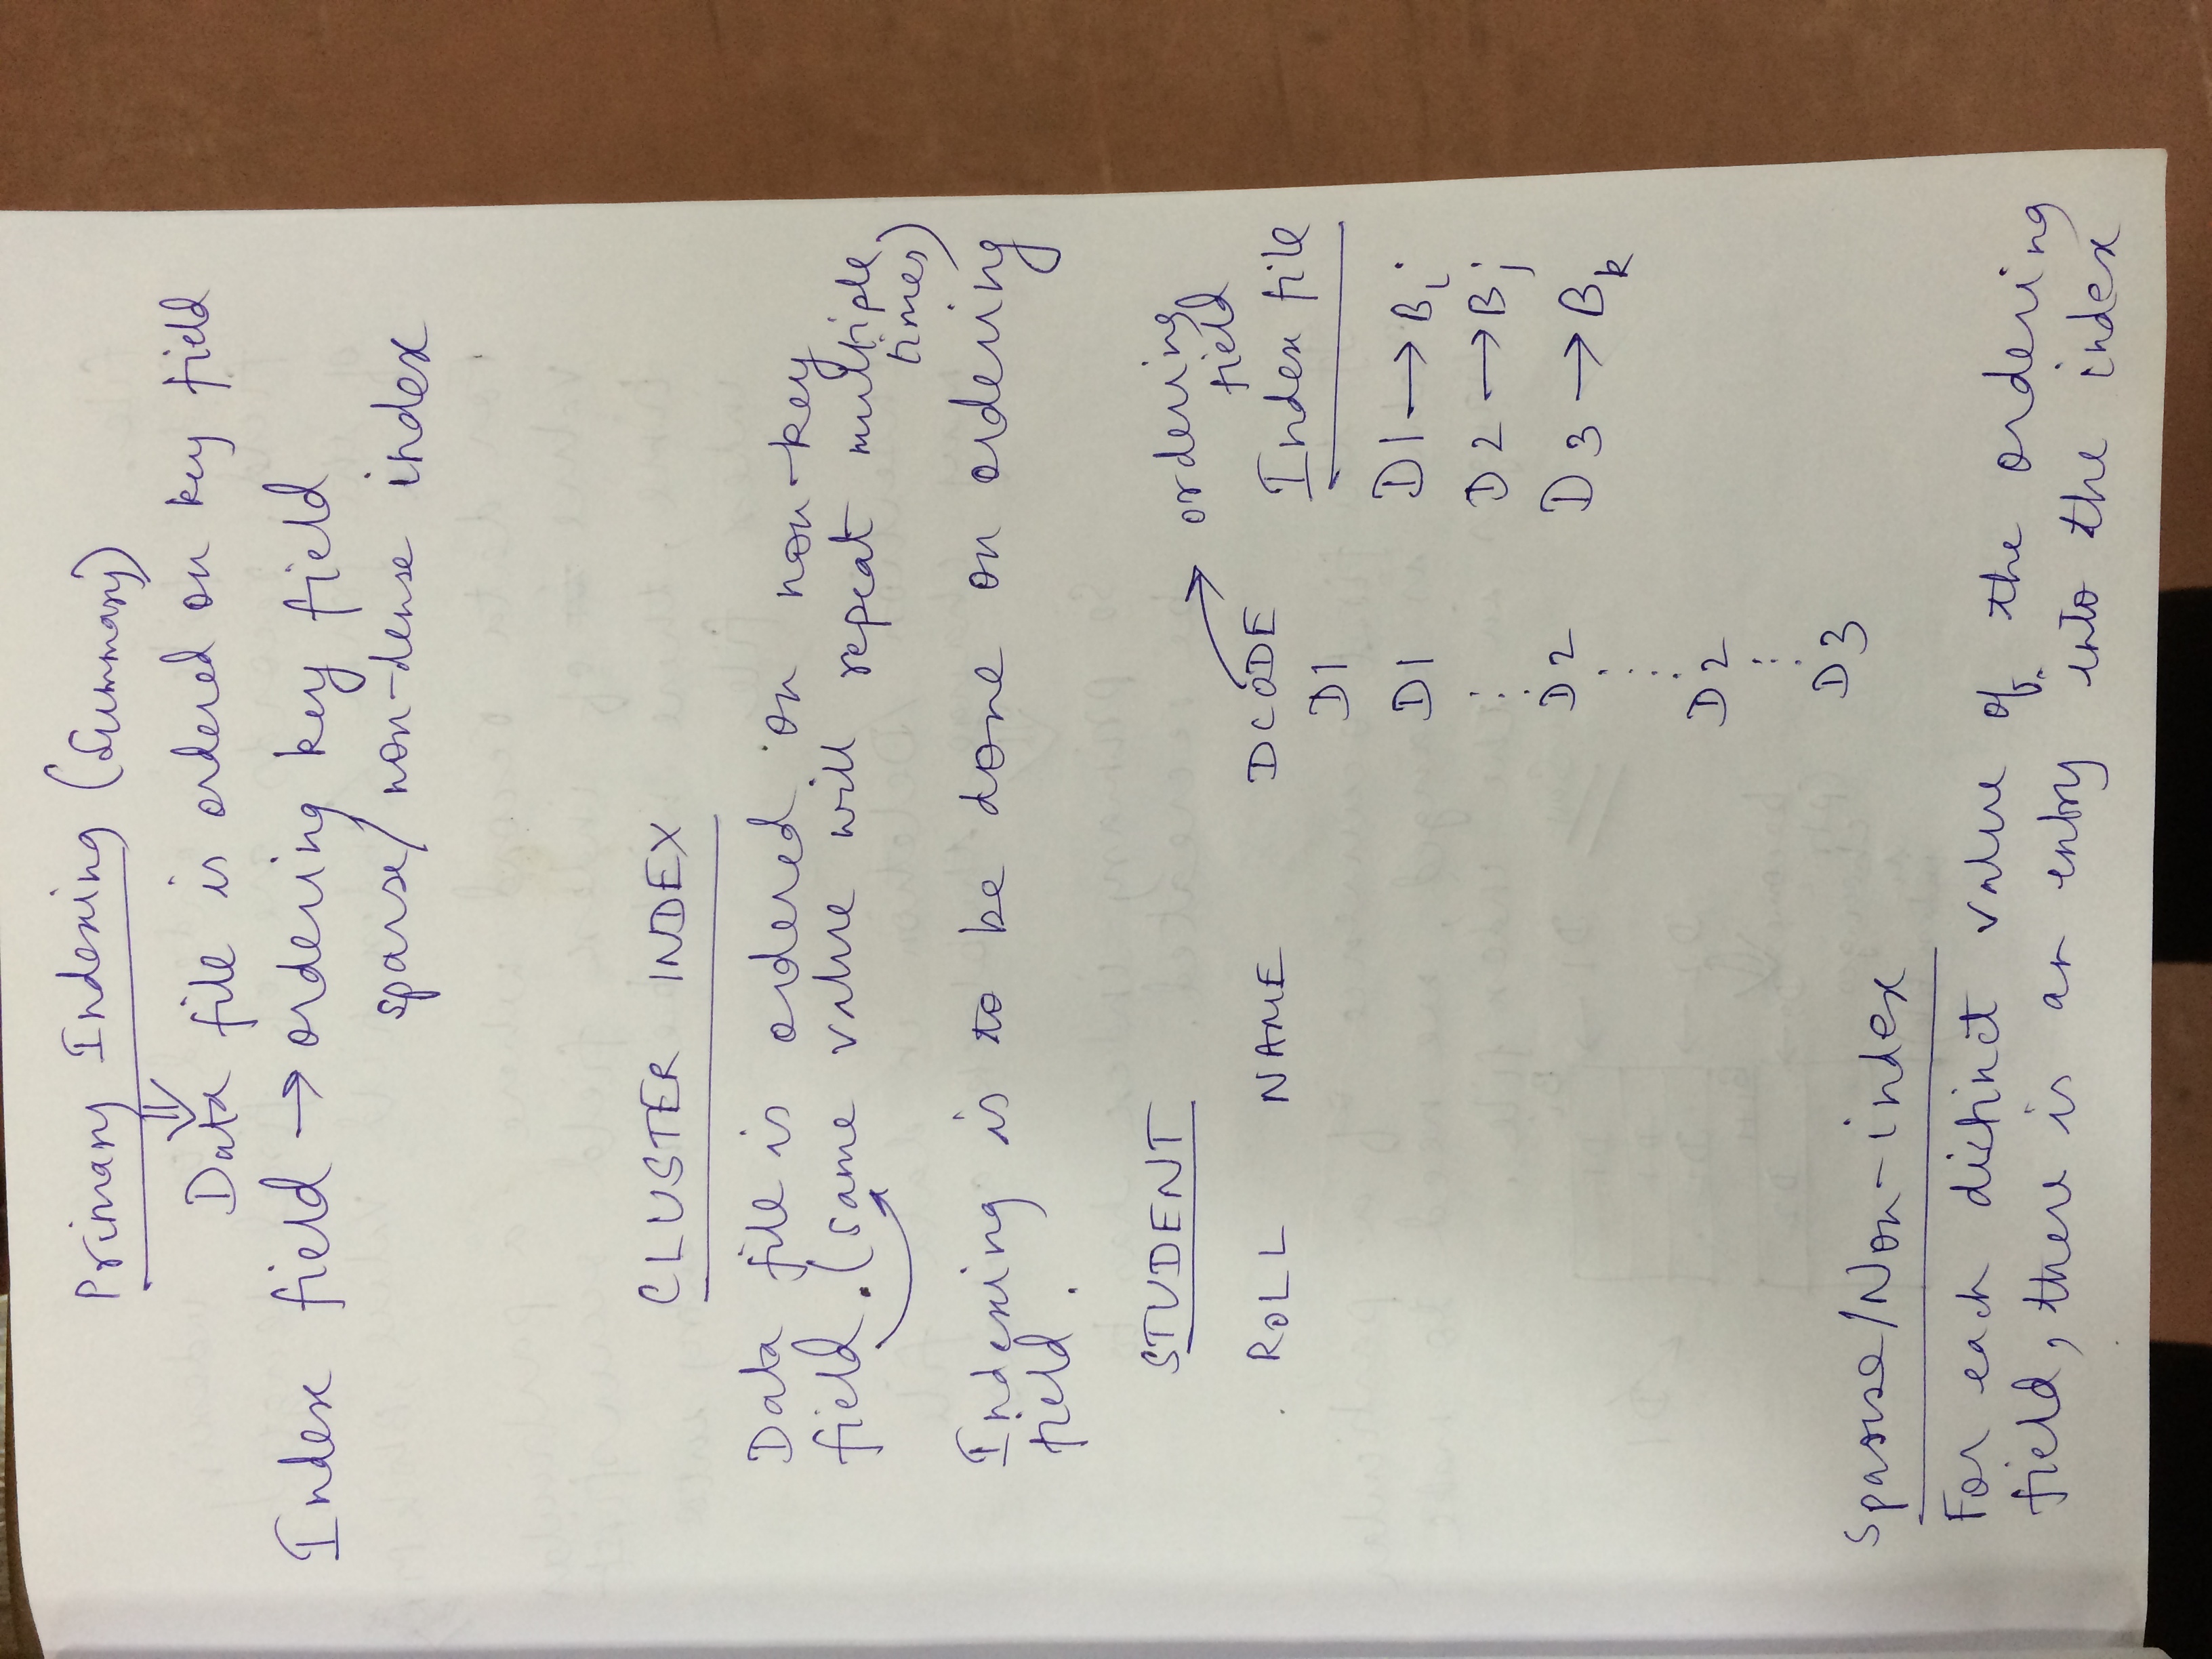 Primary Indexing (Summary)
Data file is ordered on key field
Index field → ordering key field
sparse/ non-dense index
CLUSTER INDEX
Data file is ordered on non-key
field. (same value will repeat multiple
times)
Indexing is to be done on ordering
field.
STUDENT
ordering
field
ROLL NAME DCODE
Index file
D1
D1 D1 → Bi
⋮ D2 → Bj
D2 D3 → Bk
⋮
D2
⋮
D3
Sparse/Non-index
For each distinct value of the ordering
field, there is an entry into the index